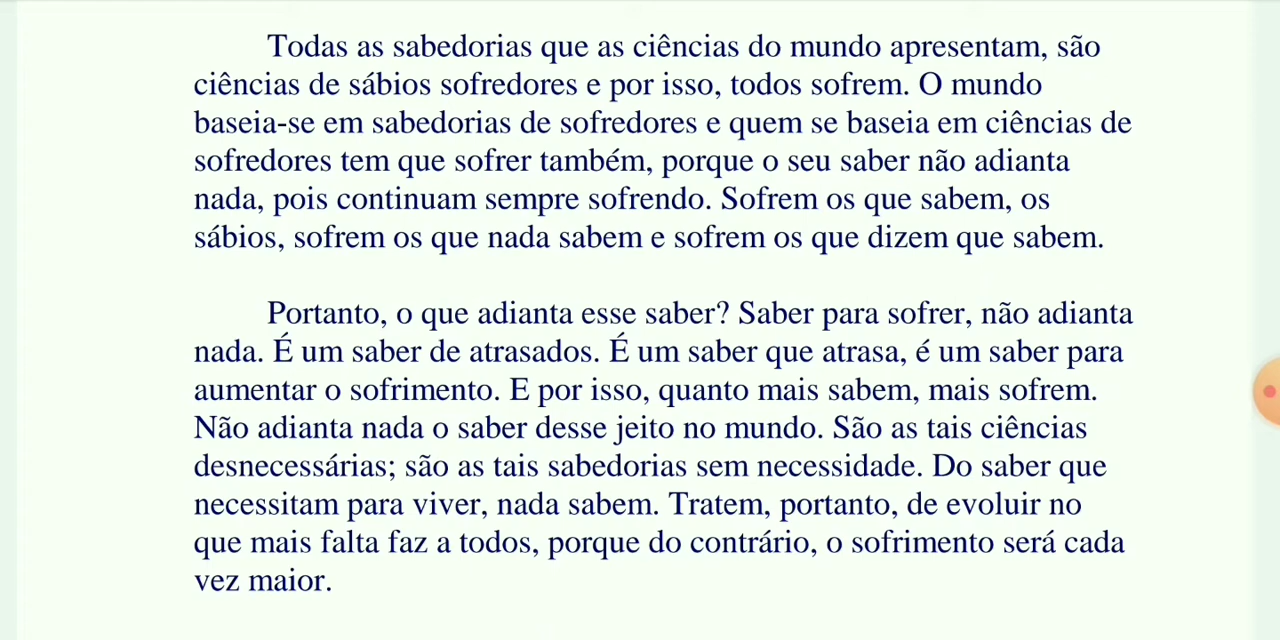 Todas as sabedorias que as ciências do mundo apresentam, são
ciências de sábios sofredores e por isso, todos sofrem. O mundo
baseia-se em sabedorias de sofredores e quem se baseia em ciências de
sofredores tem que sofrer também, porque o seu saber não adianta
nada, pois continuam sempre sofrendo. Sofrem os que sabem, os
sábios, sofrem os que nada sabem e sofrem os que dizem que sabem.
Portanto, o que adianta esse saber? Saber para sofrer, não adianta
nada. É um saber de atrasados. É um saber que atrasa, é um saber para
aumentar o sofrimento. E por isso, quanto mais sabem, mais sofrem.
Não adianta nada o saber desse jeito no mundo. São as tais ciências
desnecessárias; são as tais sabedorias sem necessidade. Do saber que
necessitam para viver, nada sabem. Tratem, portanto, de evoluir no
que mais falta faz a todos, porque do contrário, o sofrimento será cada
vez maior.